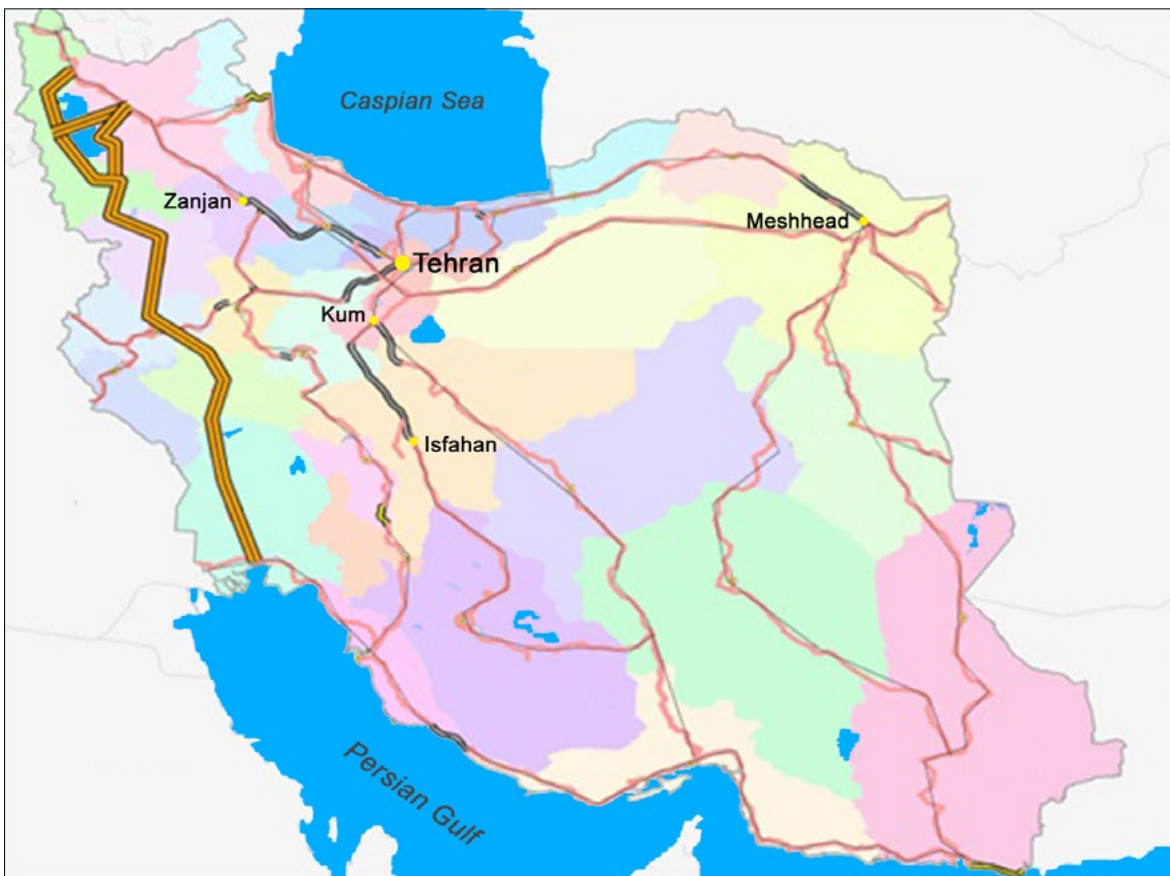 Caspian Sea
Zanjan
Meshhead
Tehran
Kum
Isfahan
Persian Gulf